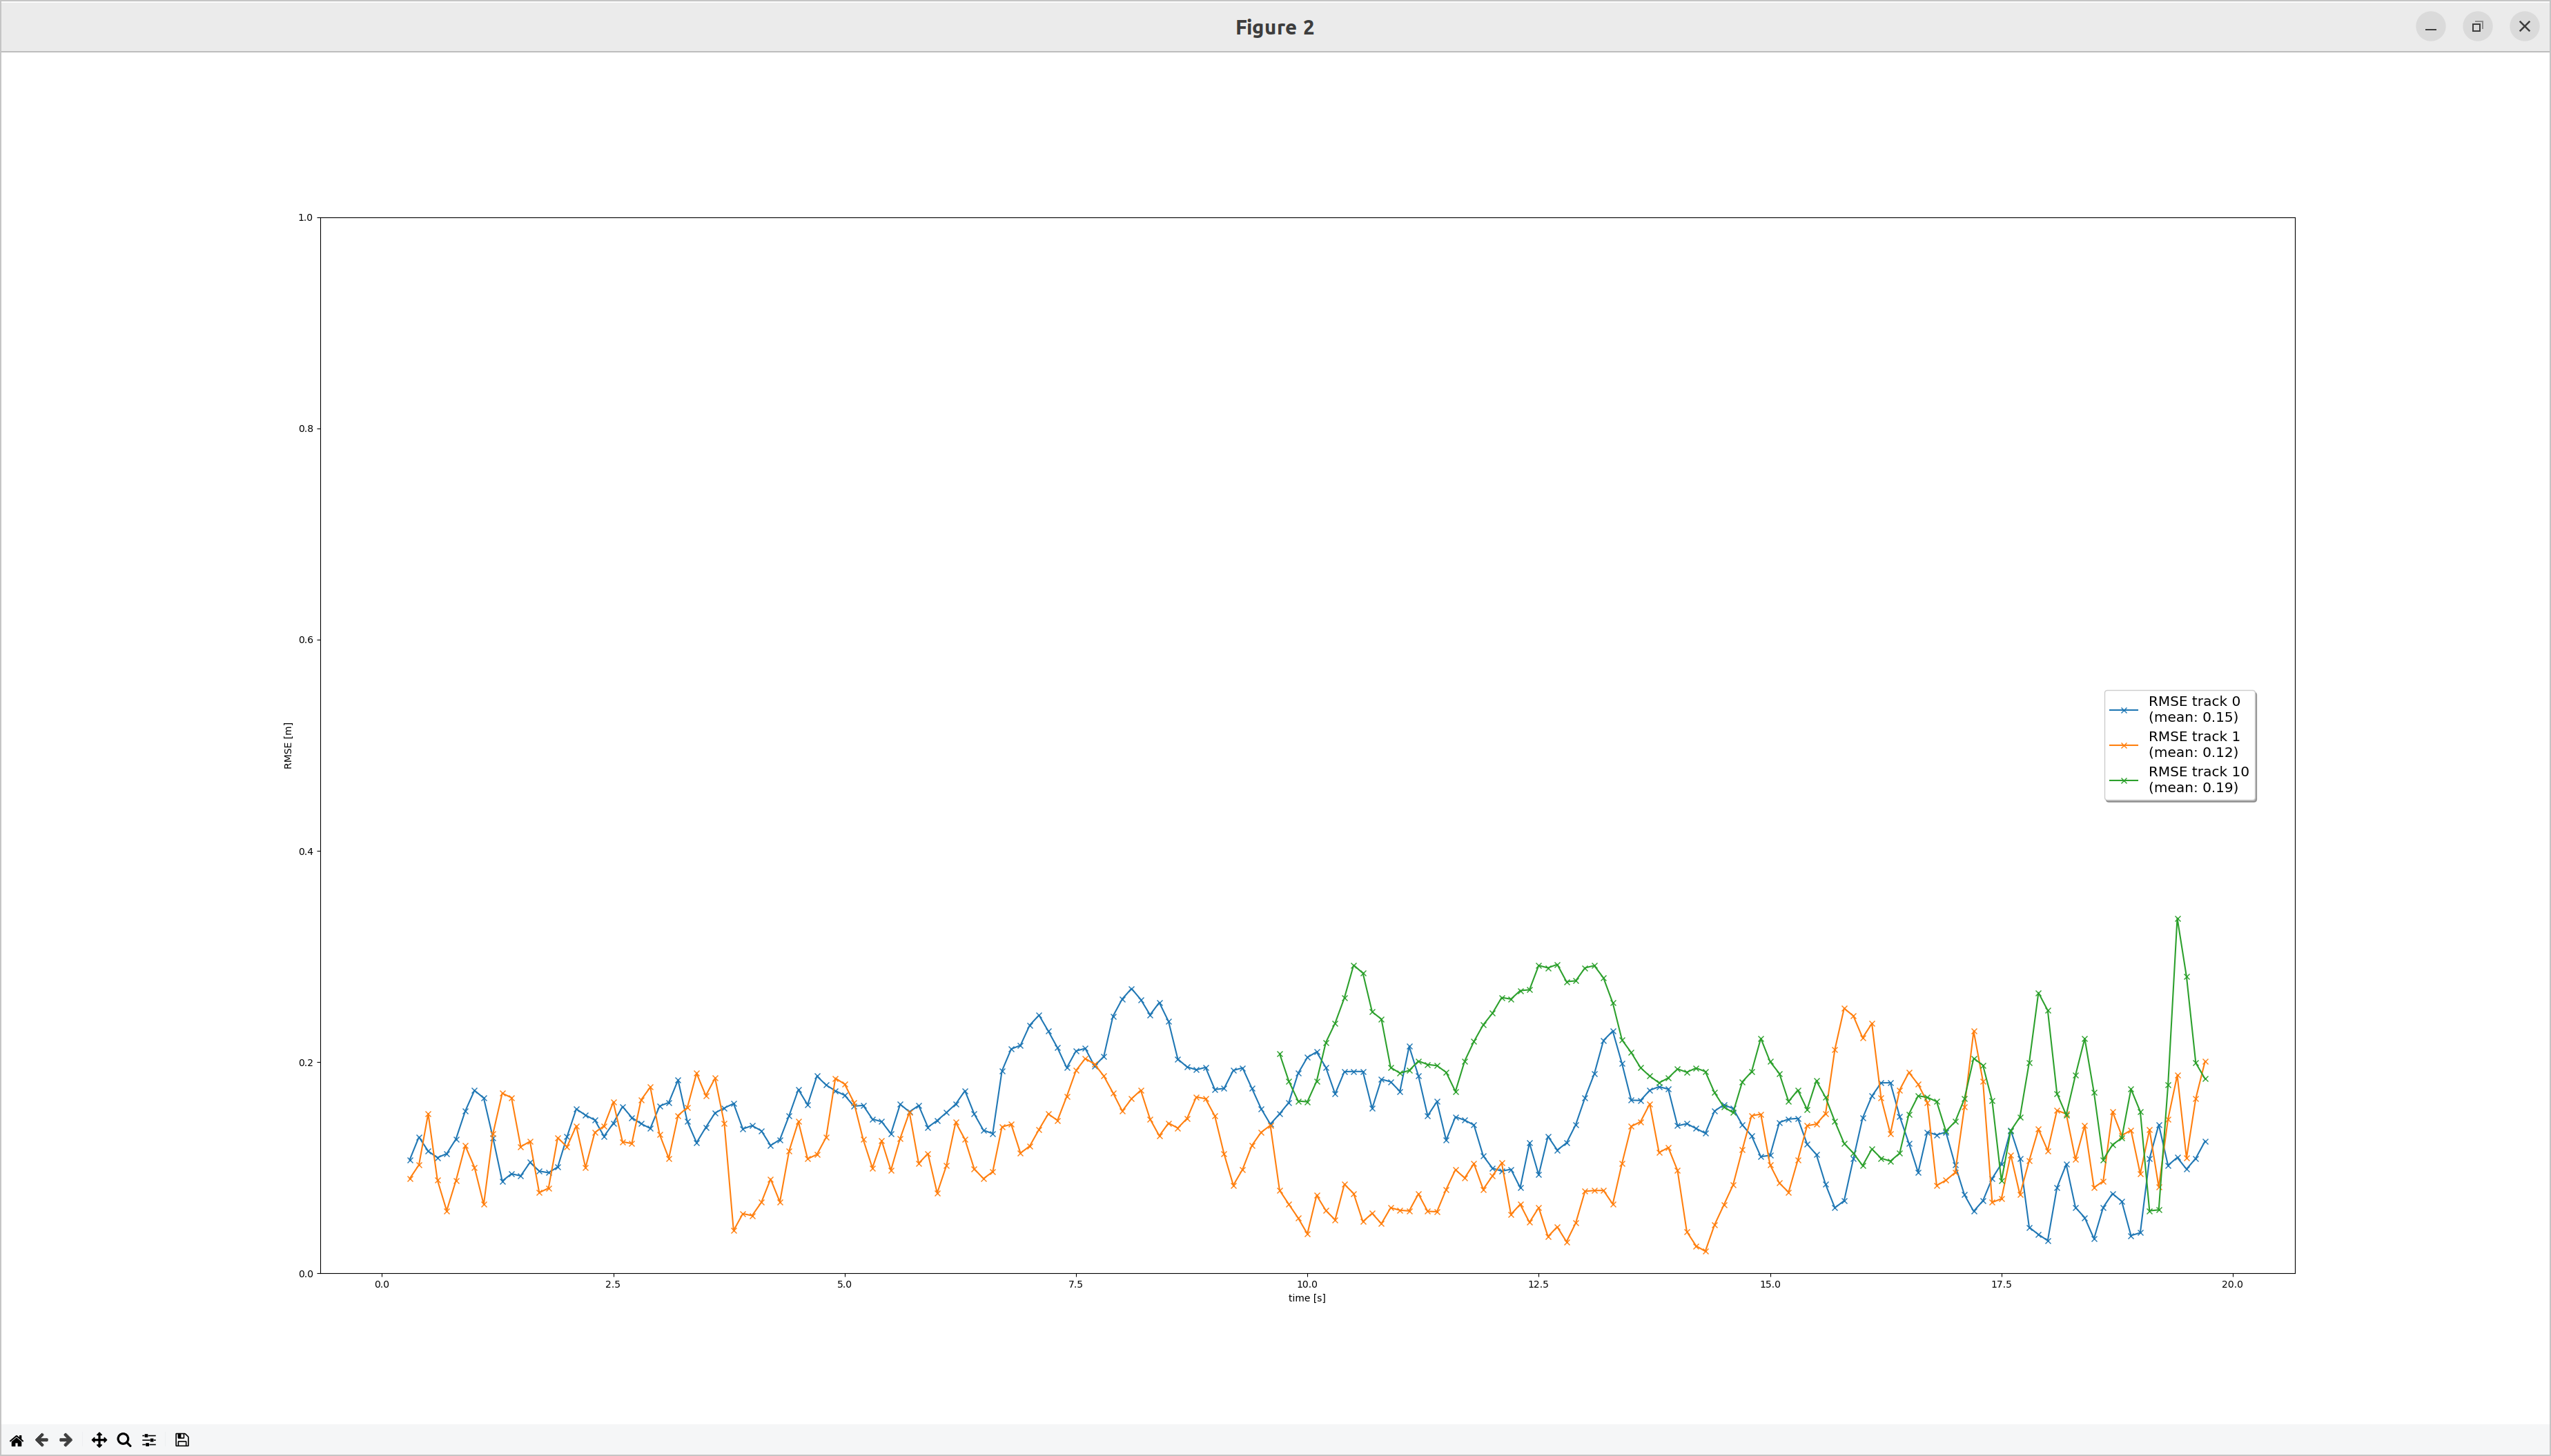 Figure 2
1.0
0.8
0.6
0.4
0.2
0.0
RMSE [m]
0.0
2.5
5.0
7.5
10.0
12.5
15.0
17.5
20.0
time [s]
RMSE track 0
(mean: 0.15)
RMSE track 1
(mean: 0.12)
RMSE track 10
(mean: 0.19)